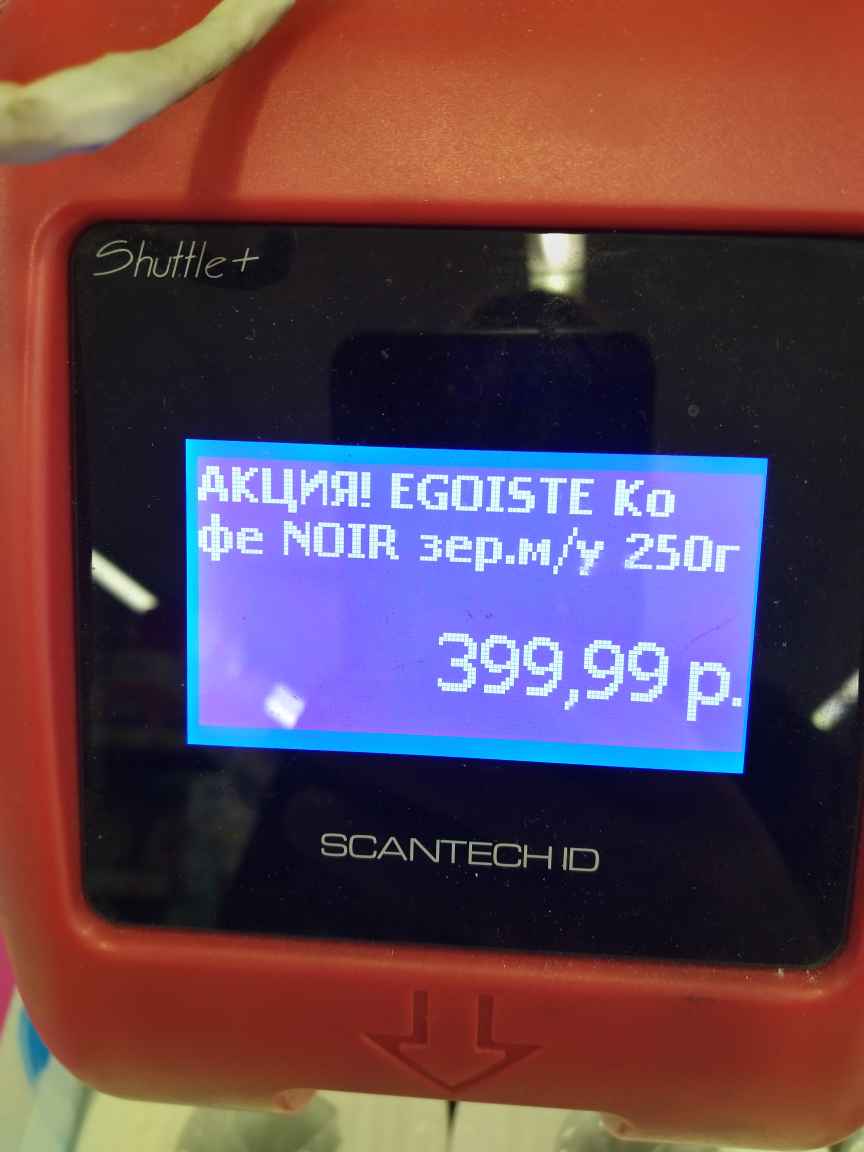 Shuttle+
АКЦИЯ! EGOISTE Ко
фе NOIR зер.м/у 250г
399,99 р.
SCANTECH ID